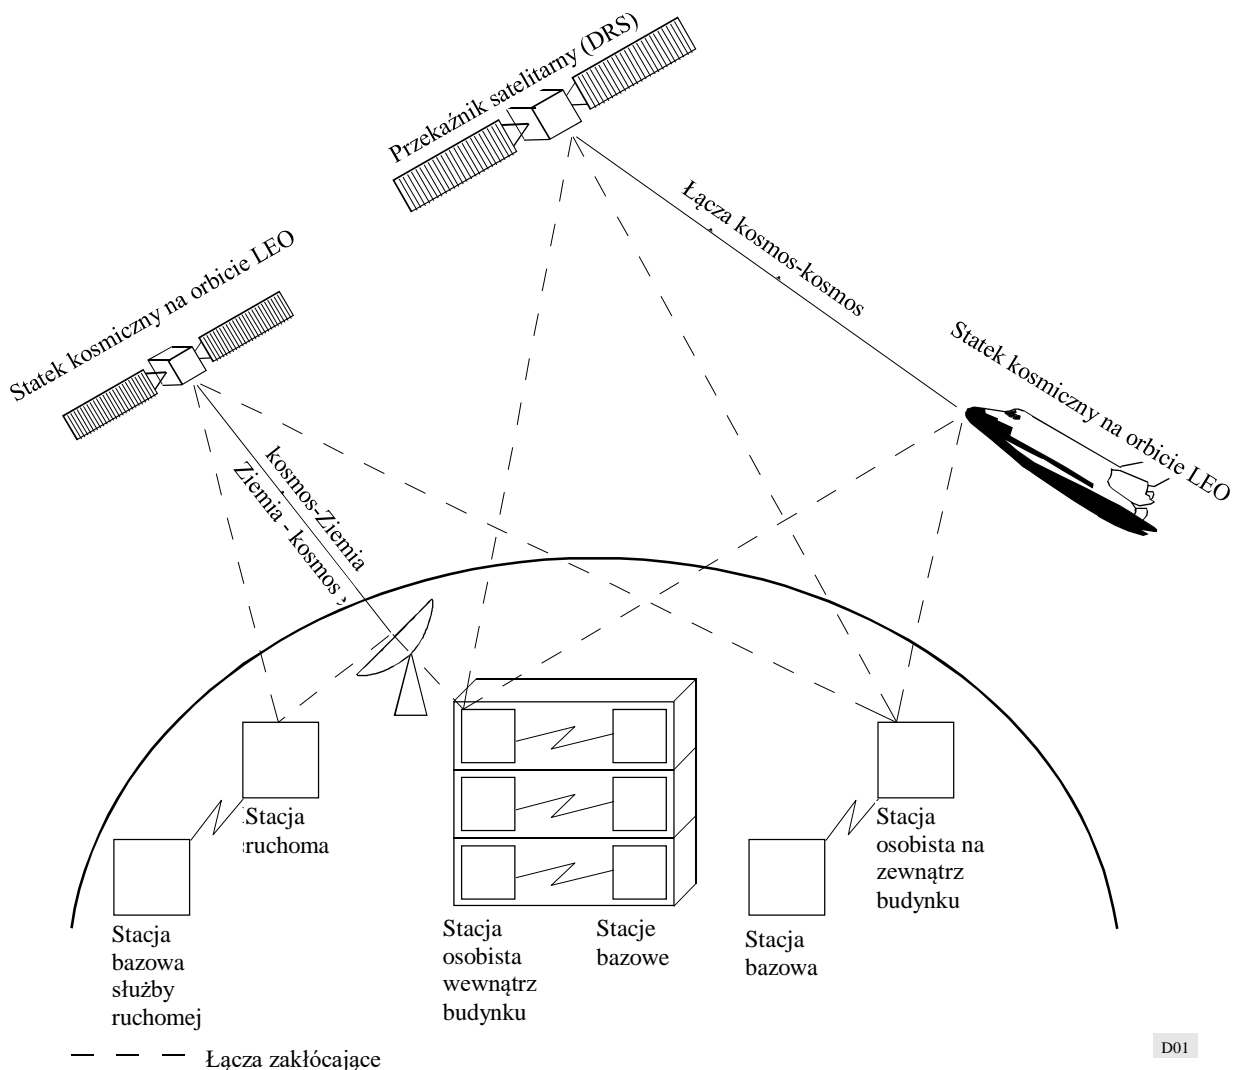 Przekaźnik satelitarny (DRS)
Łącza kosmos-kosmos
Statek kosmiczny na orbicie LEO
Statek kosmiczny na orbicie LEO
kosmos-Ziemia
Ziemia - kosmos
Stacja
ruchoma
Stacja
osobista na
zewnątrz
budynku
Stacja
bazowa
służby
ruchomej
Stacja
osobista
wewnątrz
budynku
Stacje
bazowe
Stacja
bazowa
Łącza zakłócające
D01